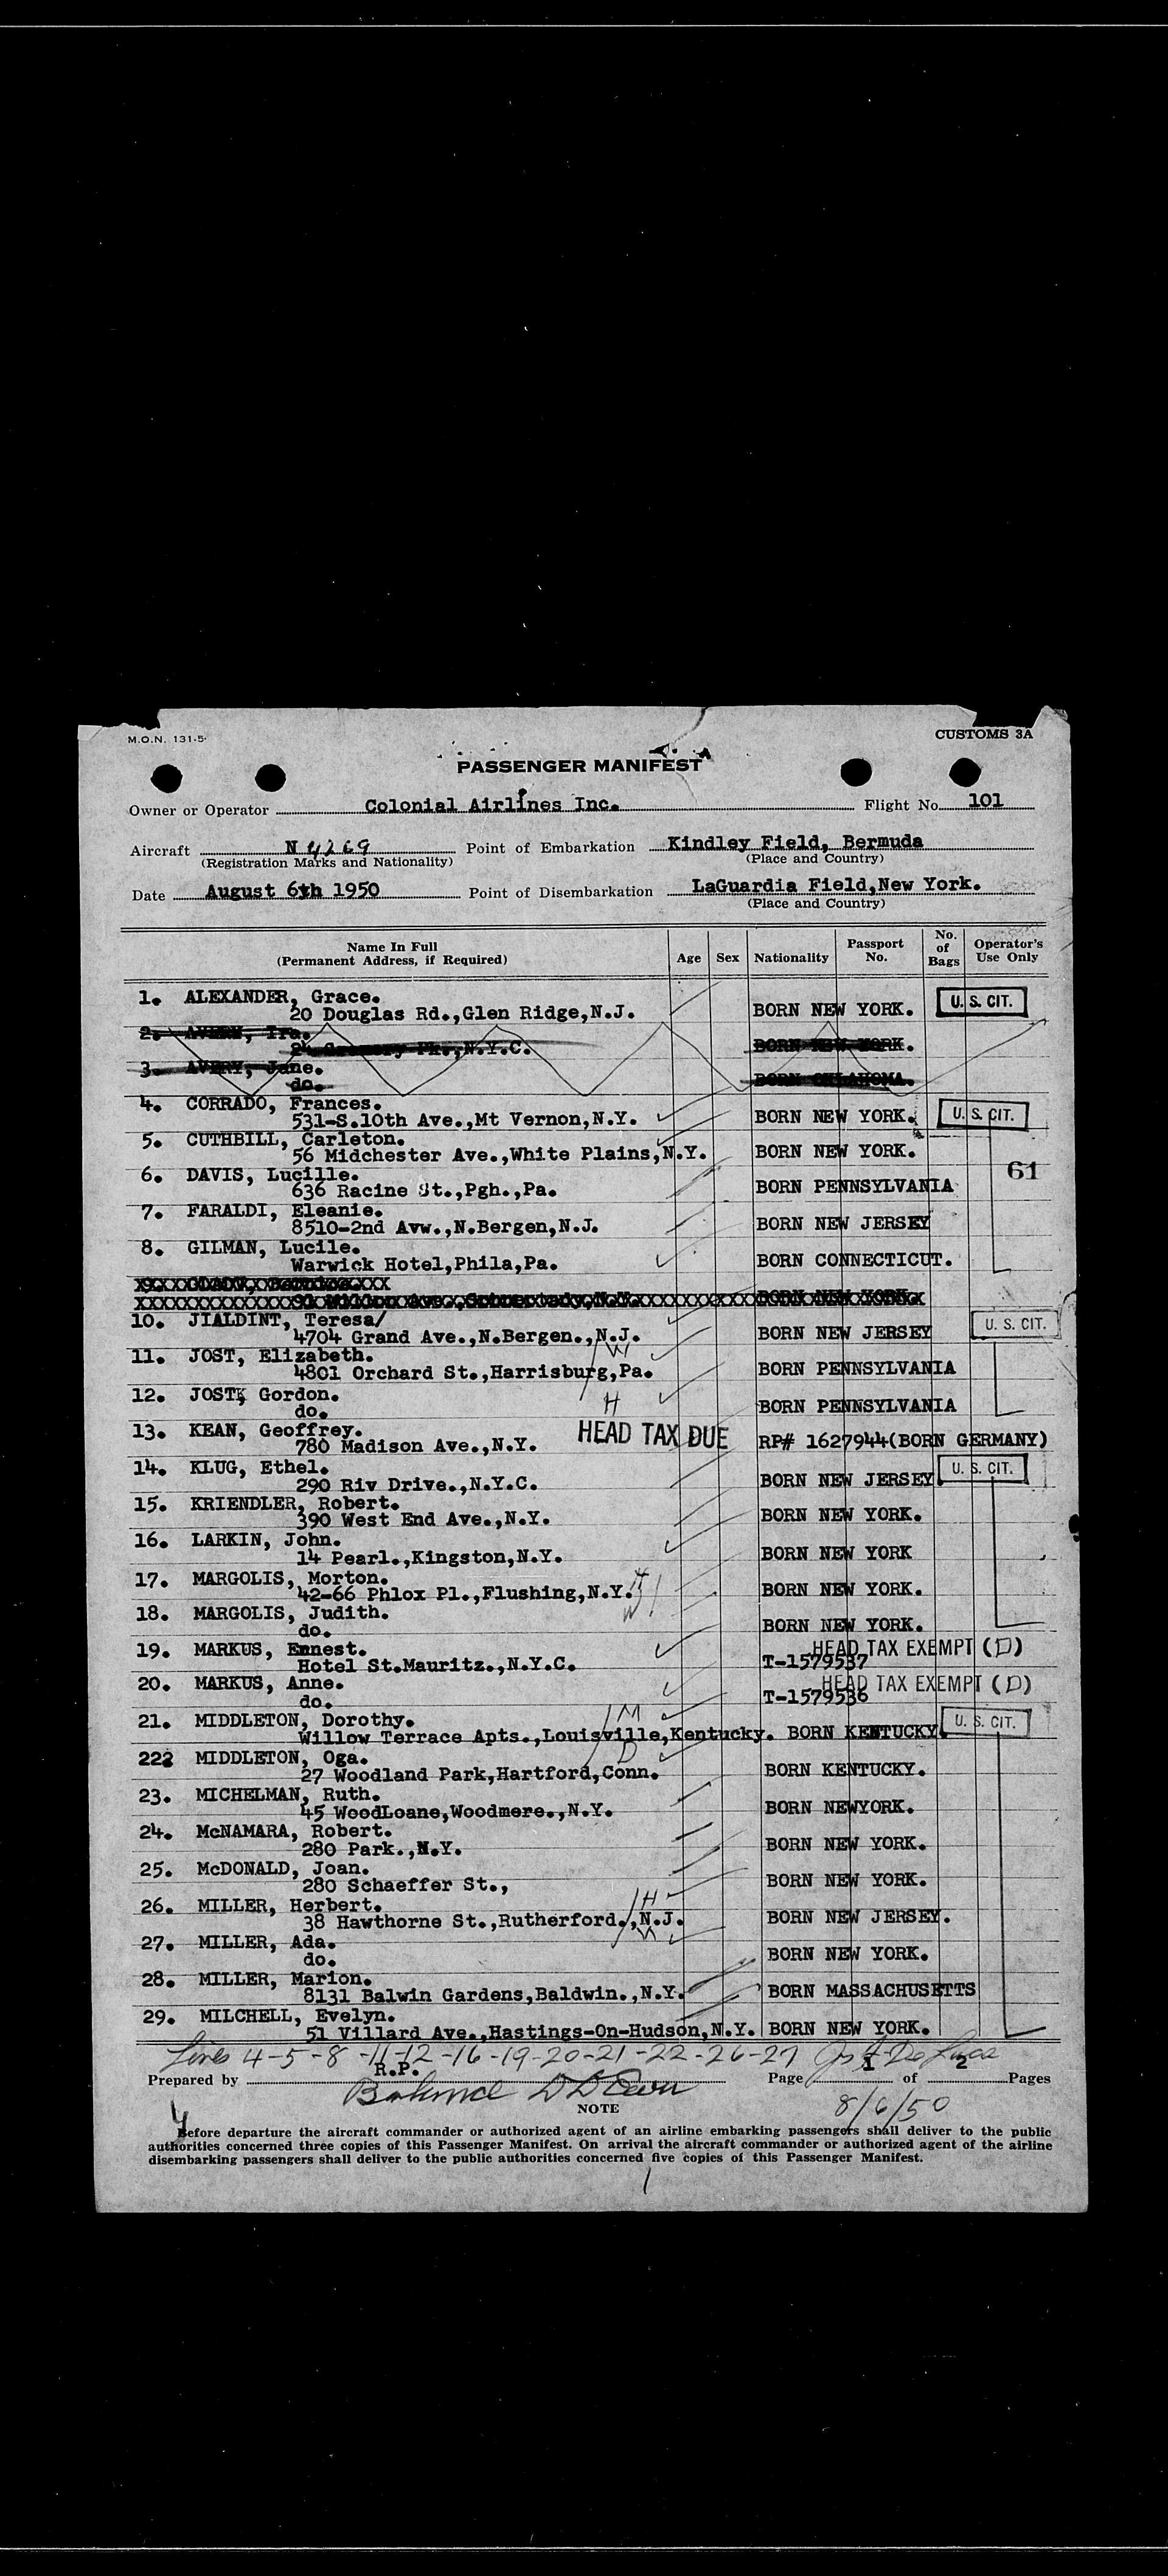 M.O.N. 131-5
CUSTOMS 3A
PASSENGER MANIFEST
Owner or Operator Colonial Airlines Inc. Flight No. 101
Aircraft N 4269 Point of Embarkation Kindley Field, Bermuda
(Registration Marks and Nationality) (Place and Country)
Date August 6th 1950 Point of Disembarkation LaGuardia Field,New York.
(Place and Country)
Name In Full
(Permanent Address, if Required)
Age Sex Nationality
Passport
No.
No.
of
Bags
Operator's
Use Only
1. ALEXANDER, Grace.
20 Douglas Rd.,Glen Ridge,N.J. BORN NEW YORK. U. S. CIT.
2. AVERY, Ira.
N.Y.C. BORN NEW YORK.
3. AVERY, Jane.
do. BORN OKLAHOMA.
4. CORRADO, Frances.
531-S.10th Ave.,Mt Vernon,N.Y. BORN NEW YORK. U. S. CIT.
5. CUTHBILL, Carleton.
56 Midchester Ave.,White Plains,N.Y. BORN NEW YORK.
61
6. DAVIS, Lucille.
636 Racine St.,Pgh.,Pa. BORN PENNSYLVANIA
7. FARALDI, Eleanie.
8510-2nd Avw.,N.Bergen,N.J. BORN NEW JERSEY
8. GILMAN, Lucile.
Warwick Hotel,Phila,Pa. BORN CONNECTICUT.
BORN NEW YORK.
10. JIALDINT, Teresa/
4704 Grand Ave.,N.Bergen.,N.J. BORN NEW JERSEY U. S. CIT.
11. JOST, Elizabeth. W
4801 Orchard St.,Harrisburg,Pa. BORN PENNSYLVANIA
12. JOST, Gordon. H
do. BORN PENNSYLVANIA
13. KEAN, Geoffrey. HEAD TAX DUE
780 Madison Ave.,N.Y. RP# 1627944(BORN GERMANY)
14. KLUG, Ethel. U. S. CIT.
290 Riv Drive.,N.Y.C. BORN NEW JERSEY.
15. KRIENDLER, Robert.
390 West End Ave.,N.Y. BORN NEW YORK.
16. LARKIN, John.
14 Pearl.,Kingston,N.Y. BORN NEW YORK
17. MARGOLIS, Morton. H
42-66 Phlox Pl.,Flushing,N.Y. BORN NEW YORK.
18. MARGOLIS, Judith. W
do. BORN NEW YORK.
19. MARKUS, Ennest. HEAD TAX EXEMPT (D)
Hotel St.Mauritz.,N.Y.C. T-1579537
20. MARKUS, Anne. HEAD TAX EXEMPT (D)
do. T-1579536
21. MIDDLETON, Dorothy. M U. S. CIT.
Willow Terrace Apts.,Louisville,Kentucky. BORN KENTUCKY.
222 MIDDLETON, Oga. D
27 Woodland Park,Hartford,Conn. BORN KENTUCKY.
23. MICHELMAN, Ruth.
45 WoodLoane,Woodmere.,N.Y. BORN NEWYORK.
24. McNAMARA, Robert.
280 Park.,N.Y. BORN NEW YORK.
25. McDONALD, Joan.
280 Schaeffer St., BORN NEW YORK.
26. MILLER, Herbert. H
38 Hawthorne St.,Rutherford.,N.J. BORN NEW JERSEY.
27. MILLER, Ada. W
do. BORN NEW YORK.
28. MILLER, Marion.
8131 Balwin Gardens,Baldwin.,N.Y. BORN MASSACHUSETTS
29. MILCHELL, Evelyn.
51 Villard Ave.,Hastings-On-Hudson,N.Y. BORN NEW YORK.
Lines 4-5-8-11-12-16-19-20-21-22-26-27
R.P.
Prepared by Page 1 of 2 Pages
8/6/50
NOTE
Before departure the aircraft commander or authorized agent of an airline embarking passengers shall deliver to the public
authorities concerned three copies of this Passenger Manifest. On arrival the aircraft commander or authorized agent of the airline
disembarking passengers shall deliver to the public authorities concerned five copies of this Passenger Manifest.